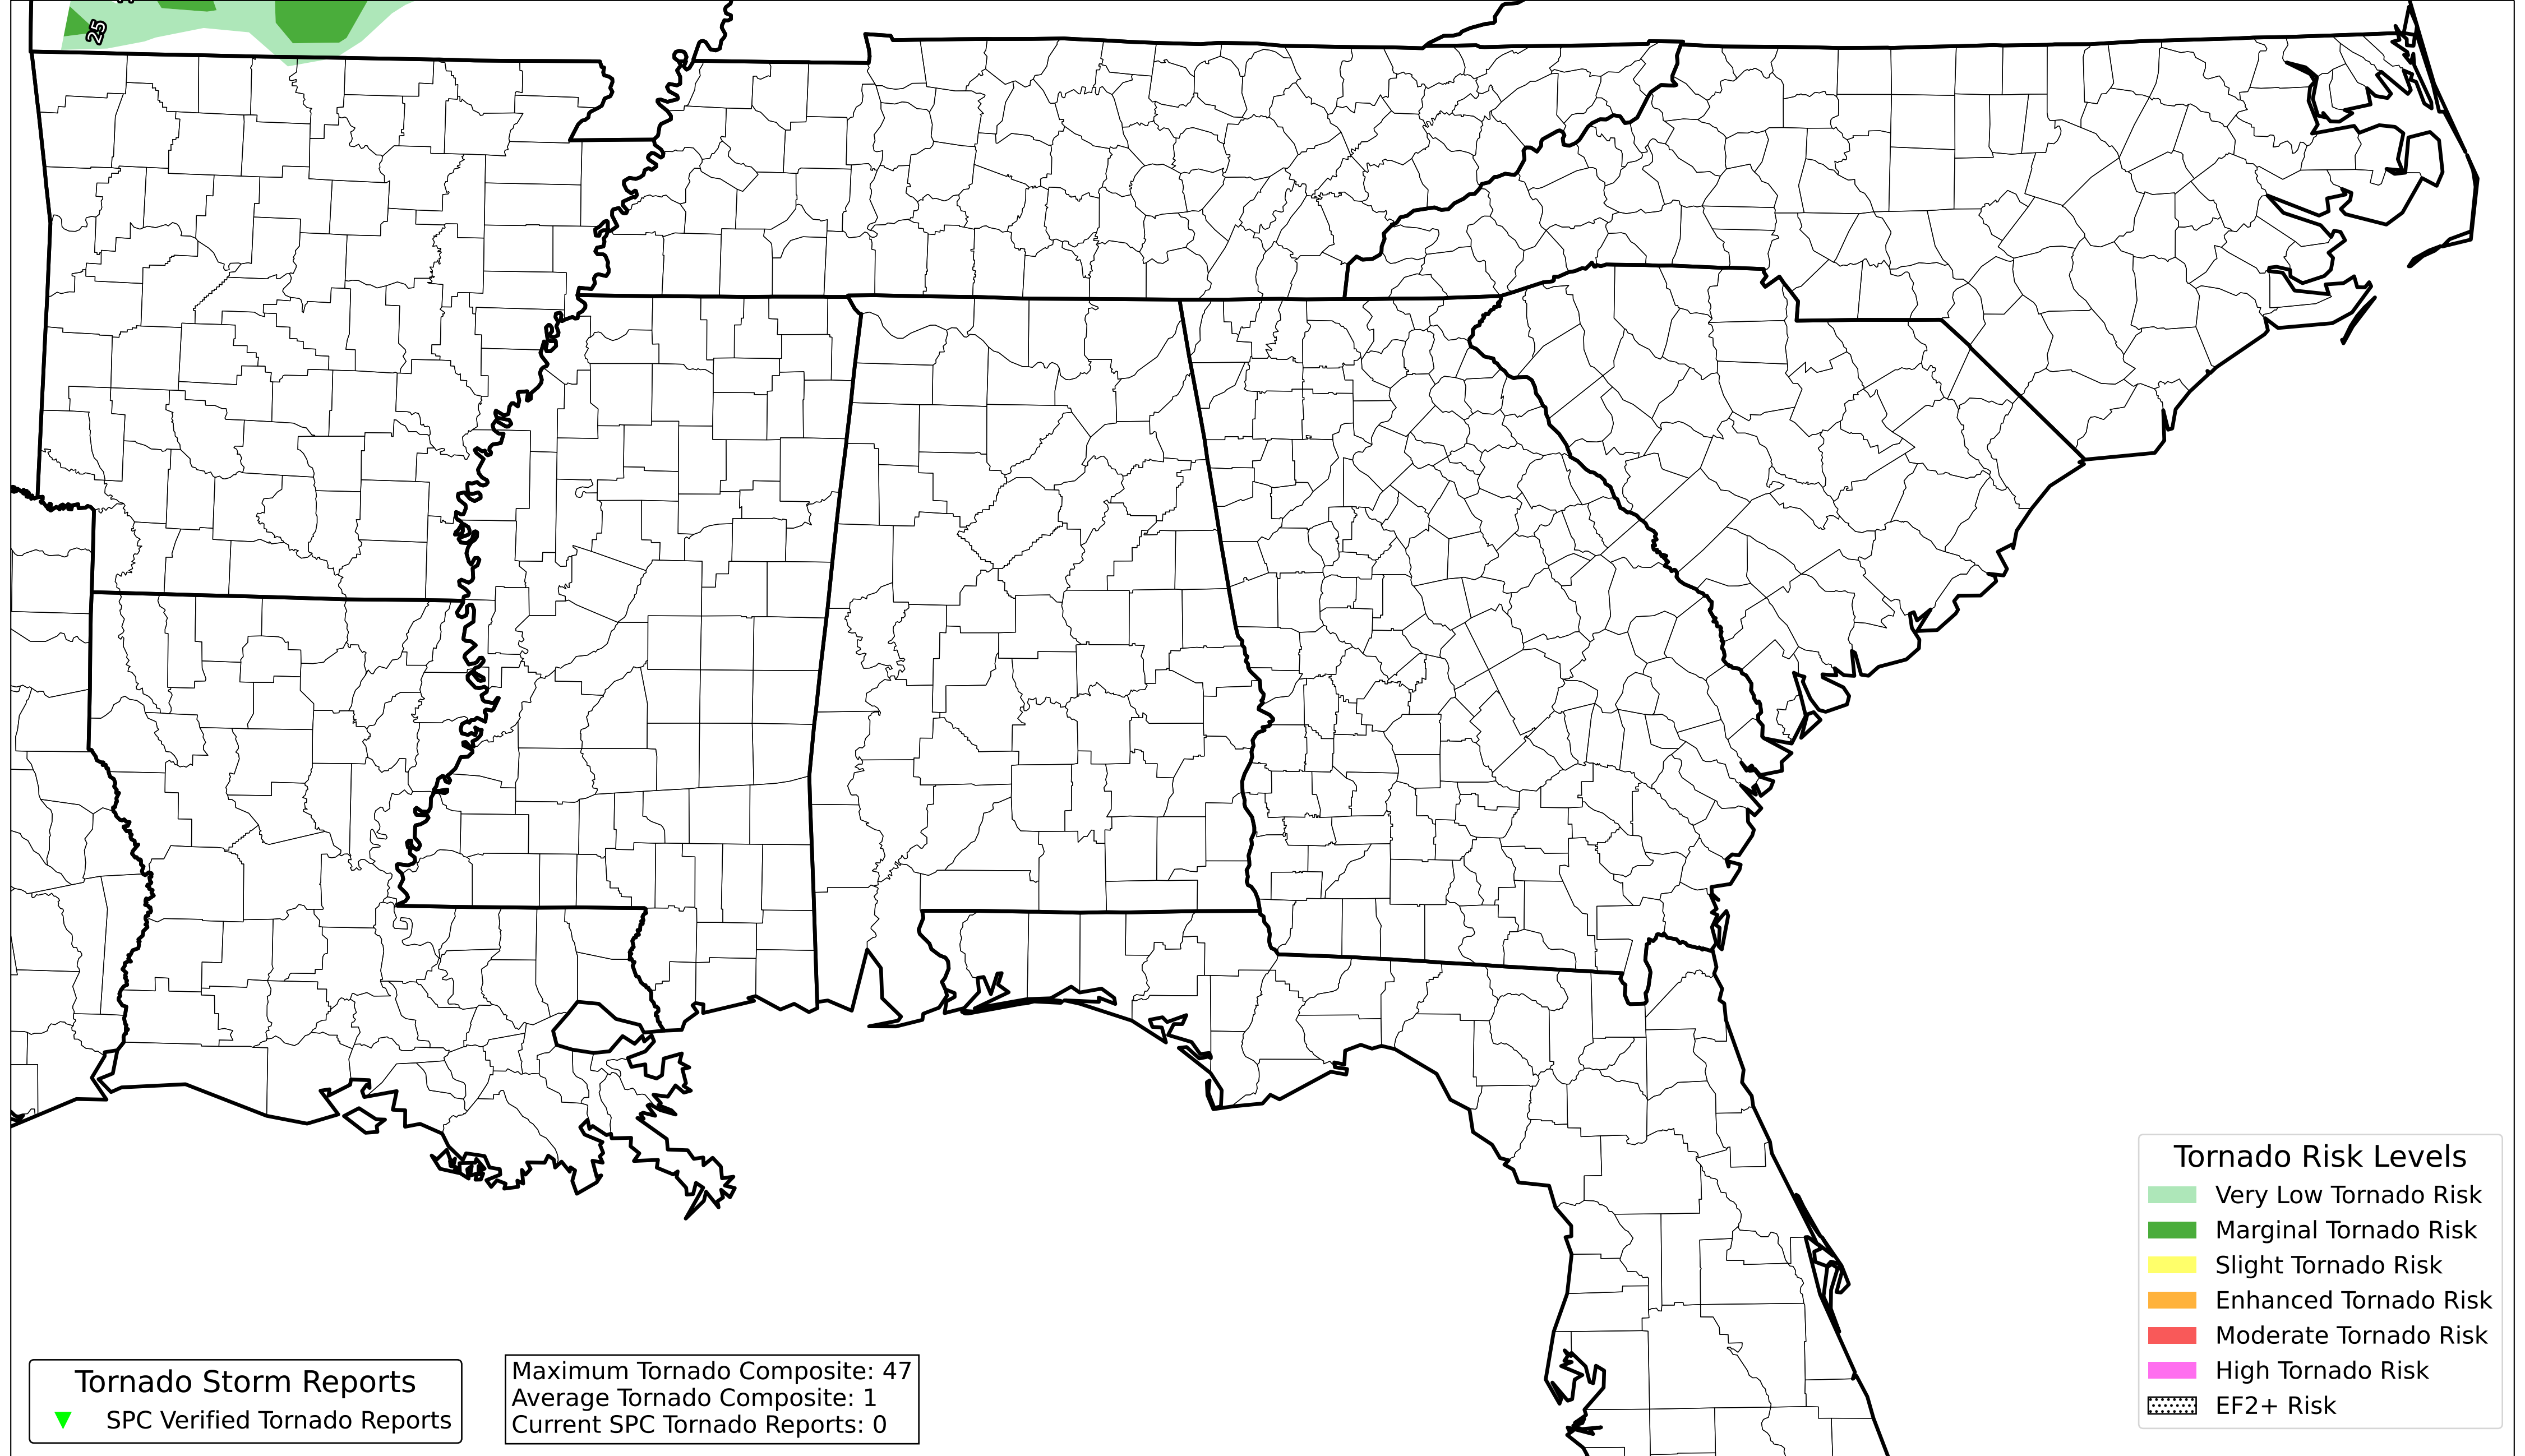 25
Tornado Risk Levels
Very Low Tornado Risk
Marginal Tornado Risk
Slight Tornado Risk
Enhanced Tornado Risk
Moderate Tornado Risk
High Tornado Risk
EF2+ Risk
Tornado Storm Reports
SPC Verified Tornado Reports
Maximum Tornado Composite: 47
Average Tornado Composite: 1
Current SPC Tornado Reports: 0